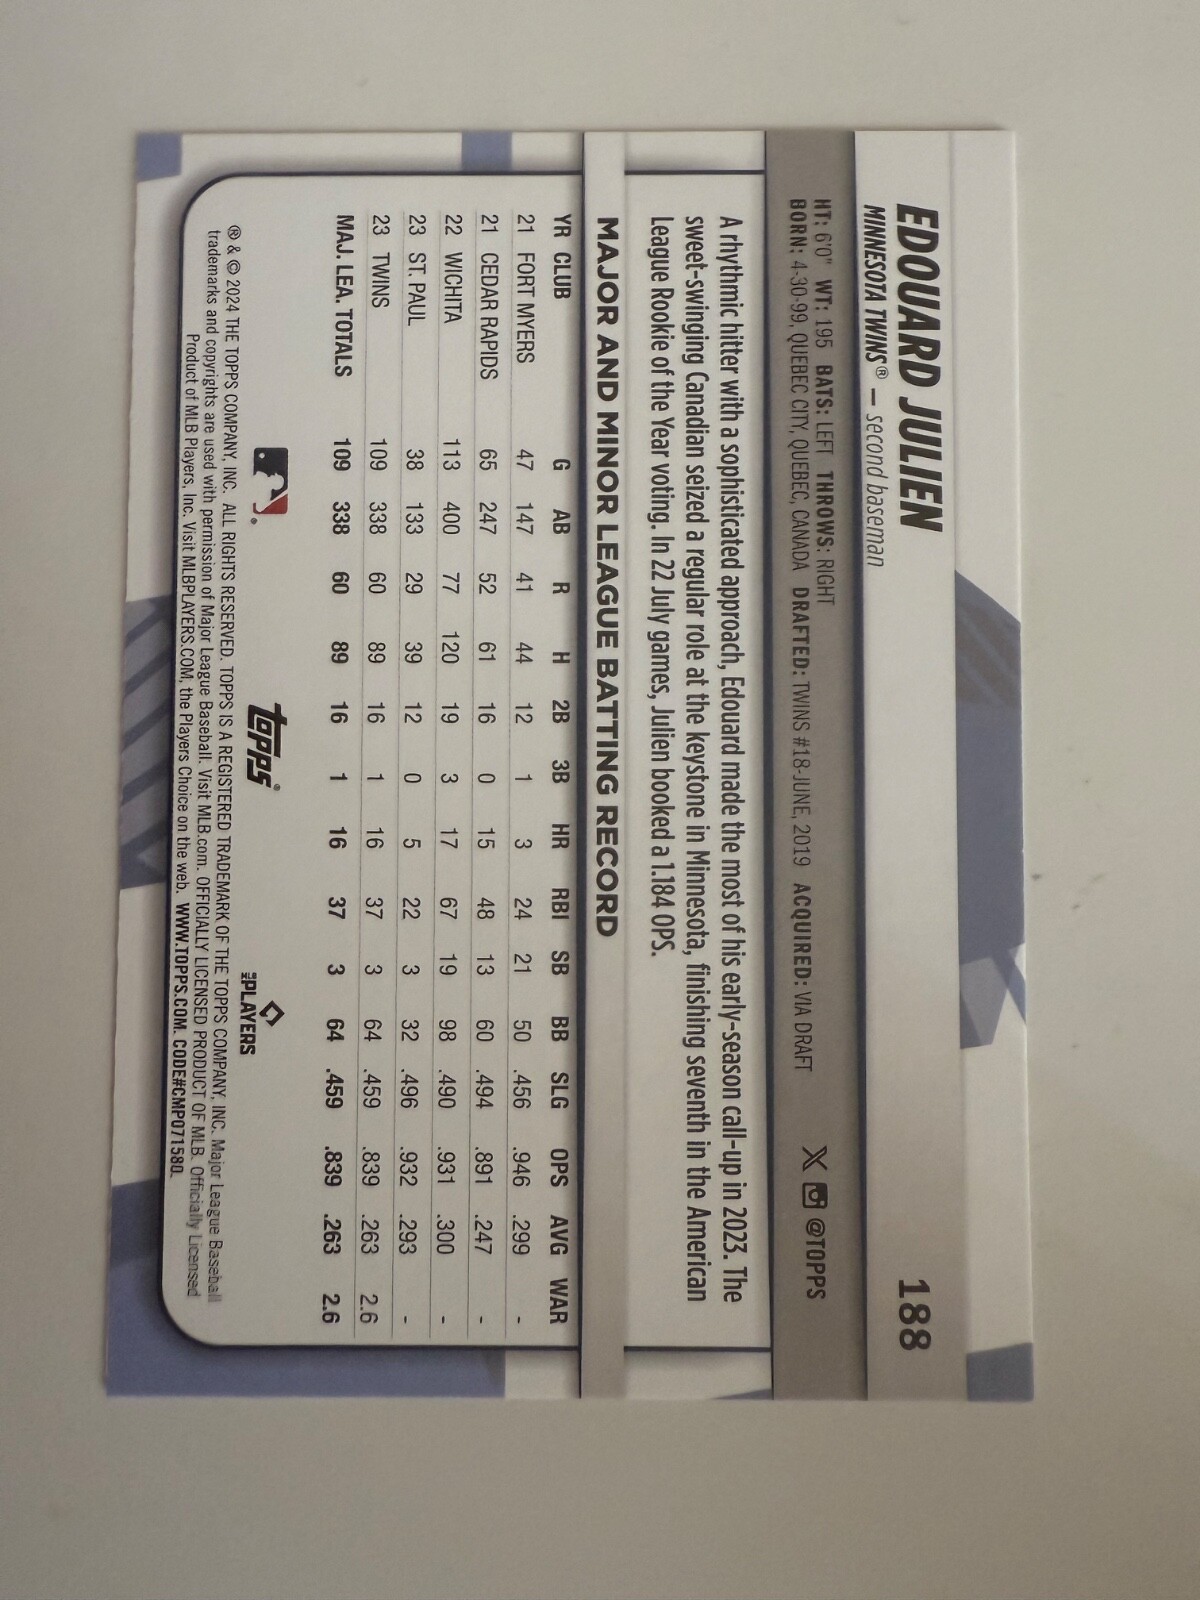 EDOUARD JULIEN 188
MINNESOTA TWINS® — second baseman
HT: 6'0" WT: 195 BATS: LEFT THROWS: RIGHT
BORN: 4-30-99, QUEBEC CITY, QUEBEC, CANADA DRAFTED: TWINS #18-JUNE, 2019 ACQUIRED: VIA DRAFT
X @TOPPS
A rhythmic hitter with a sophisticated approach, Edouard made the most of his early-season call-up in 2023. The
sweet-swinging Canadian seized a regular role at the keystone in Minnesota, finishing seventh in the American
League Rookie of the Year voting. In 22 July games, Julien booked a 1.184 OPS.
MAJOR AND MINOR LEAGUE BATTING RECORD
YR CLUB G AB R H 2B 3B HR RBI SB BB SLG OPS AVG WAR
21 FORT MYERS 47 147 41 44 12 1 3 24 21 50 .456 .946 .299 -
21 CEDAR RAPIDS 65 247 52 61 16 0 15 48 13 60 .494 .891 .247 -
22 WICHITA 113 400 77 120 19 3 17 67 19 98 .490 .931 .300 -
23 ST. PAUL 38 133 29 39 12 0 5 22 3 32 .496 .932 .293 -
23 TWINS 109 338 60 89 16 1 16 37 3 64 .459 .839 .263 2.6
MAJ. LEA. TOTALS 109 338 60 89 16 1 16 37 3 64 .459 .839 .263 2.6
topps®
PLAYERS
® & © 2024 THE TOPPS COMPANY, INC. ALL RIGHTS RESERVED. TOPPS IS A REGISTERED TRADEMARK OF THE TOPPS COMPANY, INC. Major League Baseball
trademarks and copyrights are used with permission of Major League Baseball. Visit MLB.com. OFFICIALLY LICENSED PRODUCT OF MLB. Officially Licensed
Product of MLB Players, Inc. Visit MLBPLAYERS.COM, the Players Choice on the web. WWW.TOPPS.COM. CODE#CMP071580.